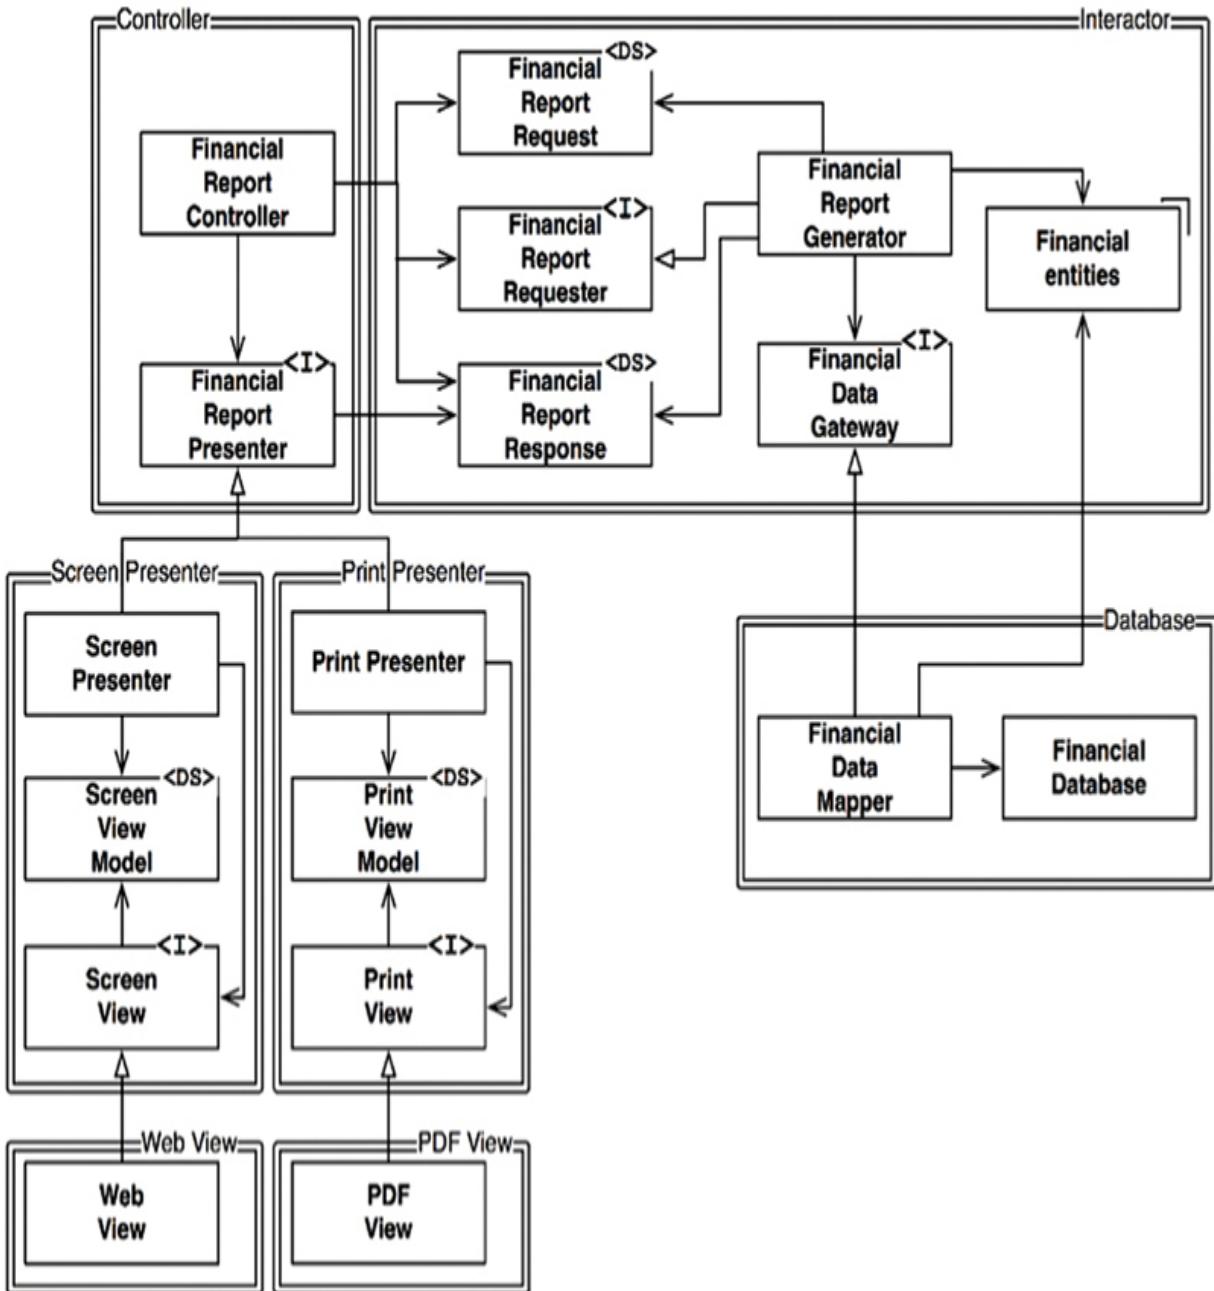 Controller
Interactor
<DS>
Financial
Report
Request
Financial
Report
Controller
Financial
Report
Generator
<I>
Financial
Report
Requester
Financial
entities
<I>
Financial
Report
Presenter
<DS>
Financial
Report
Response
<I>
Financial
Data
Gateway
Screen Presenter
Print Presenter
Database
Screen
Presenter
Print Presenter
Financial
Data
Mapper
Financial
Database
<DS>
Screen
View
Model
<DS>
Print
View
Model
<I>
Screen
View
<I>
Print
View
Web View
PDF View
Web
View
PDF
View